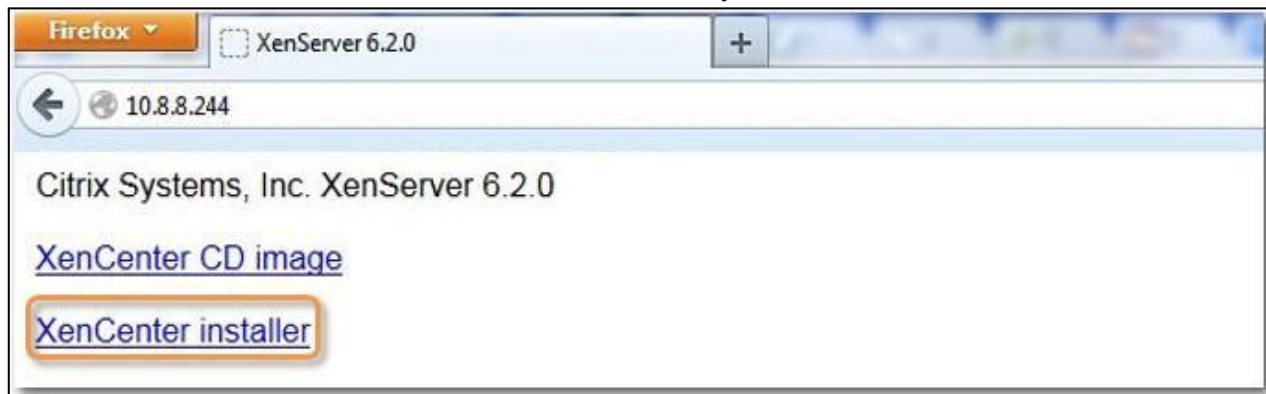 Firefox
XenServer 6.2.0
+
10.8.8.244
Citrix Systems, Inc. XenServer 6.2.0
XenCenter CD image
XenCenter installer